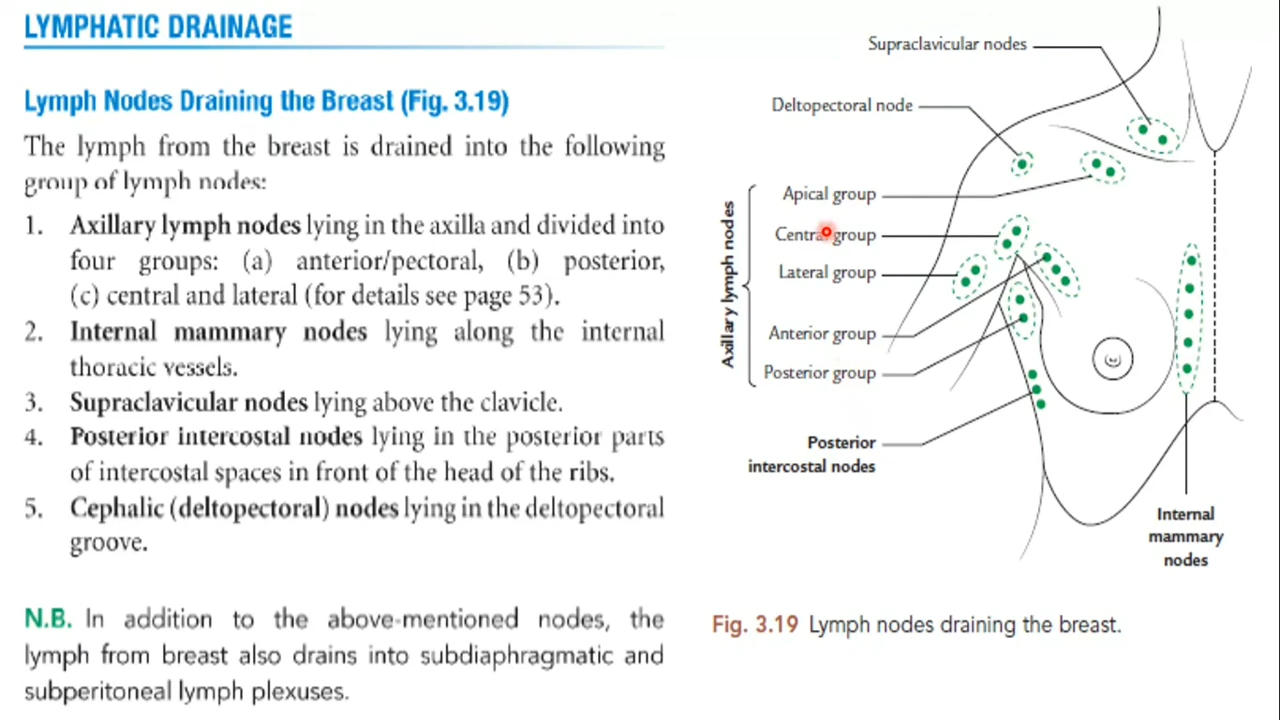 LYMPHATIC DRAINAGE
Lymph Nodes Draining the Breast (Fig. 3.19)
The lymph from the breast is drained into the following
group of lymph nodes:
1. Axillary lymph nodes lying in the axilla and divided into
four groups: (a) anterior/pectoral, (b) posterior,
(c) central and lateral (for details see page 53).
2. Internal mammary nodes lying along the internal
thoracic vessels.
3. Supraclavicular nodes lying above the clavicle.
4. Posterior intercostal nodes lying in the posterior parts
of intercostal spaces in front of the head of the ribs.
5. Cephalic (deltopectoral) nodes lying in the deltopectoral
groove.
N.B. In addition to the above-mentioned nodes, the
lymph from breast also drains into subdiaphragmatic and
subperitoneal lymph plexuses.
Supraclavicular nodes
Deltopectoral node
Axillary lymph nodes
Apical group
Central group
Lateral group
Anterior group
Posterior group
Posterior
intercostal nodes
Internal
mammary
nodes
Fig. 3.19 Lymph nodes draining the breast.